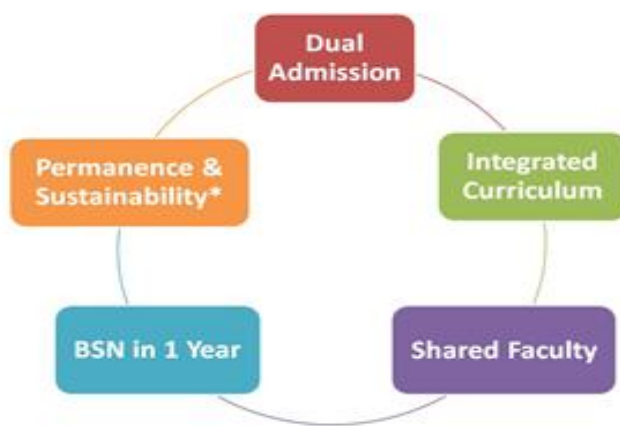 Dual
Admission
Integrated
Curriculum
Shared Faculty
BSN in 1 Year
Permanence &
Sustainability*